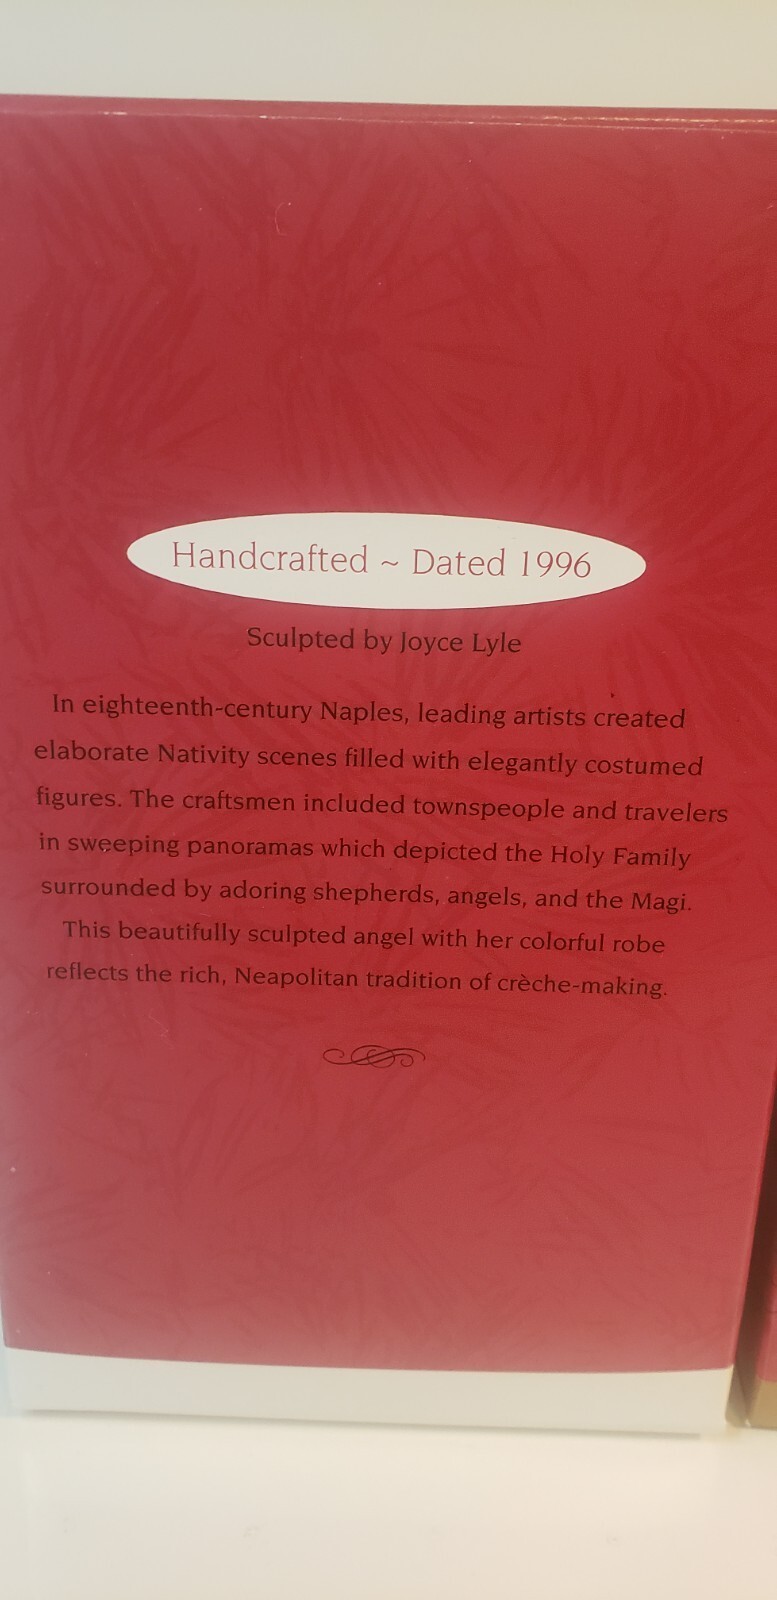 Handcrafted ~ Dated 1996
Sculpted by Joyce Lyle
In eighteenth-century Naples, leading artists created
elaborate Nativity scenes filled with elegantly costumed
figures. The craftsmen included townspeople and travelers
in sweeping panoramas which depicted the Holy Family
surrounded by adoring shepherds, angels, and the Magi.
This beautifully sculpted angel with her colorful robe
reflects the rich, Neapolitan tradition of crèche-making.